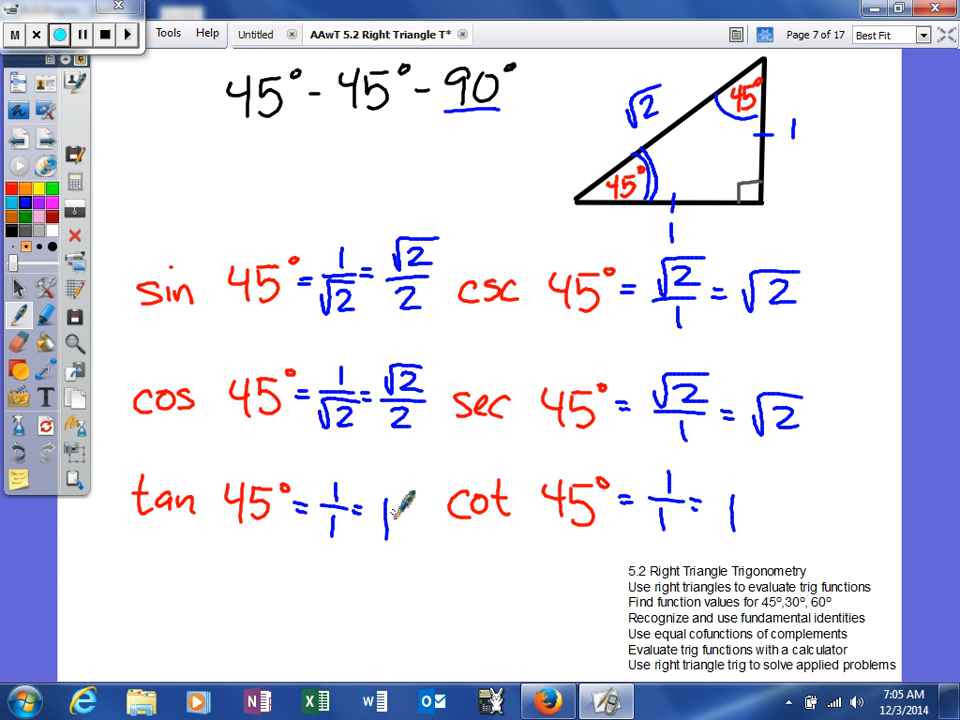 M
Tools Help Untitled AAwT 5.2 Right Triangle T* Page 7 of 17 Best Fit
45° - 45° - 90°
√2
45°
1
45°
1
sin 45° = 1/√2 = √2/2 csc 45° = √2/1 = √2
cos 45° = 1/√2 = √2/2 sec 45° = √2/1 = √2
tan 45° = 1/1 = 1 cot 45° = 1/1 = 1
5.2 Right Triangle Trigonometry
Use right triangles to evaluate trig functions
Find function values for 45°,30°, 60°
Recognize and use fundamental identities
Use equal cofunctions of complements
Evaluate trig functions with a calculator
Use right triangle trig to solve applied problems
7:05 AM
12/3/2014